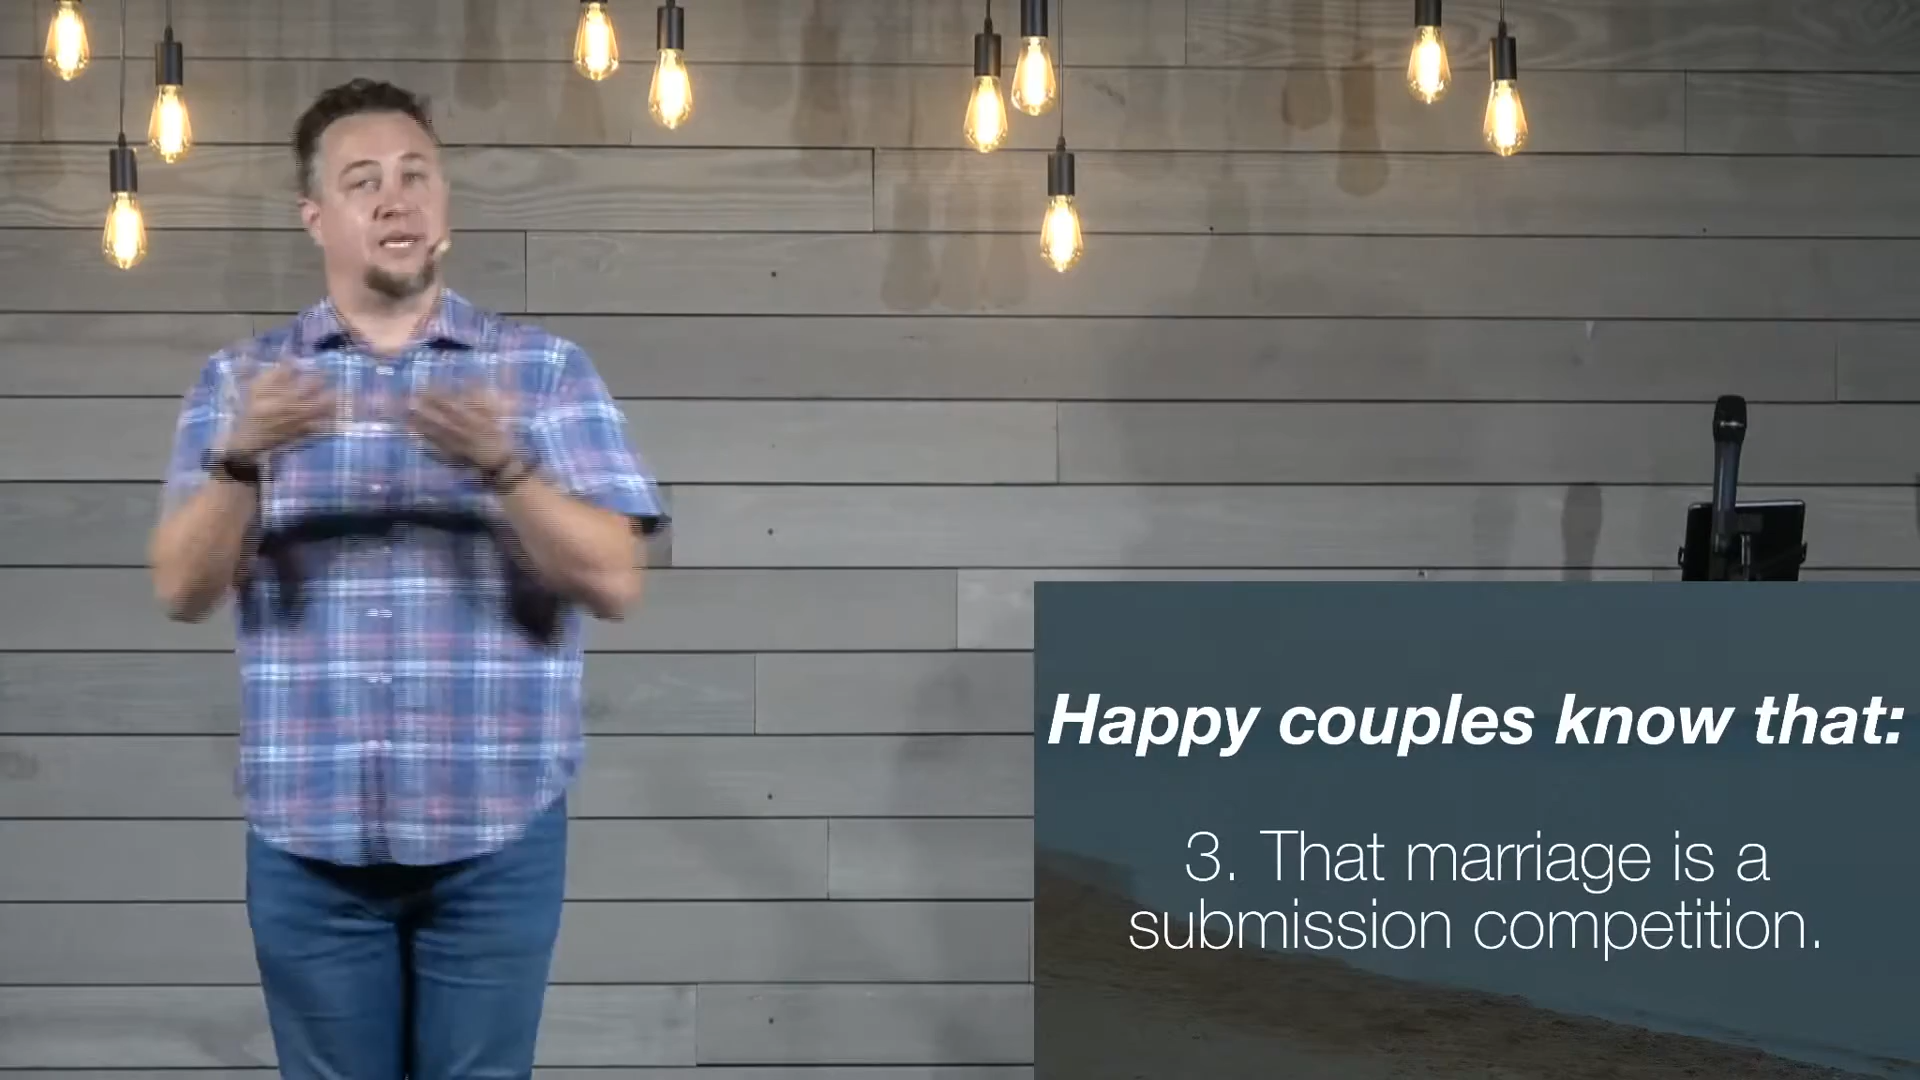 Happy couples know that:
3. That marriage is a
submission competition.